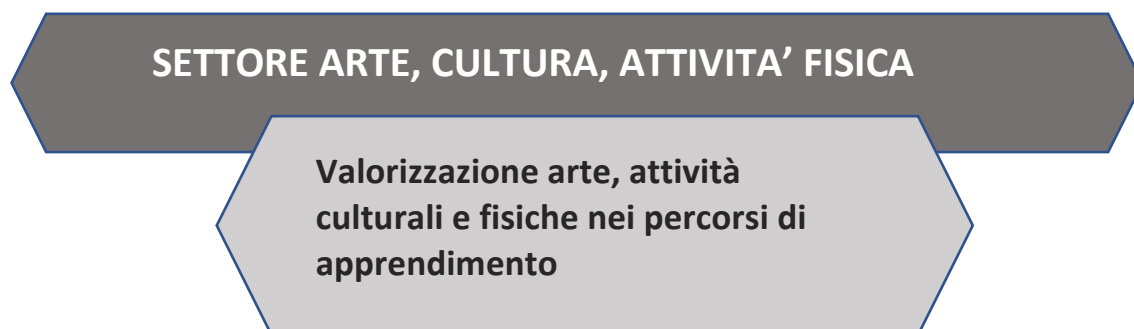 SETTORE ARTE, CULTURA, ATTIVITA’ FISICA
Valorizzazione arte, attività
culturali e fisiche nei percorsi di
apprendimento